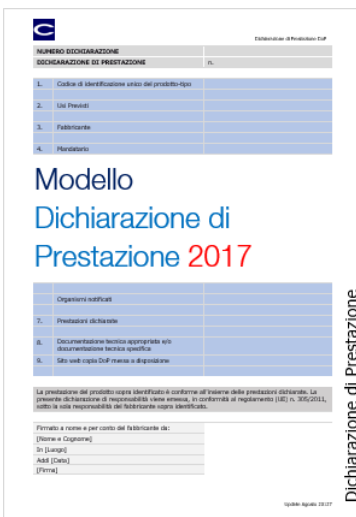 C
Dichiarazione di Prestazione DoP
NUMERO DICHIARAZIONE
DICHIARAZIONE DI PRESTAZIONE n.
1. Codice di identificazione unico del prodotto-tipo
2. Usi Previsti
3. Fabbricante
4. Mandatario
Modello
Dichiarazione di
Prestazione 2017
Organismi notificati
7. Prestazioni dichiarate
8. Documentazione tecnica appropriata e/o
documentazione tecnica specifica
9. Sito web copia DoP messa a disposizione
La prestazione del prodotto sopra identificato è conforme all'insieme delle prestazioni dichiarate. La
presente dichiarazione di responsabilità viene emessa, in conformità al regolamento (UE) n. 305/2011,
sotto la sola responsabilità del fabbricante sopra identificato.
Firmato a nome e per conto del fabbricante da:
[Nome e Cognome]
In [Luogo]
Addì [Data]
[Firma]
Update Agosto 2017
Dichiarazione di Prestazione